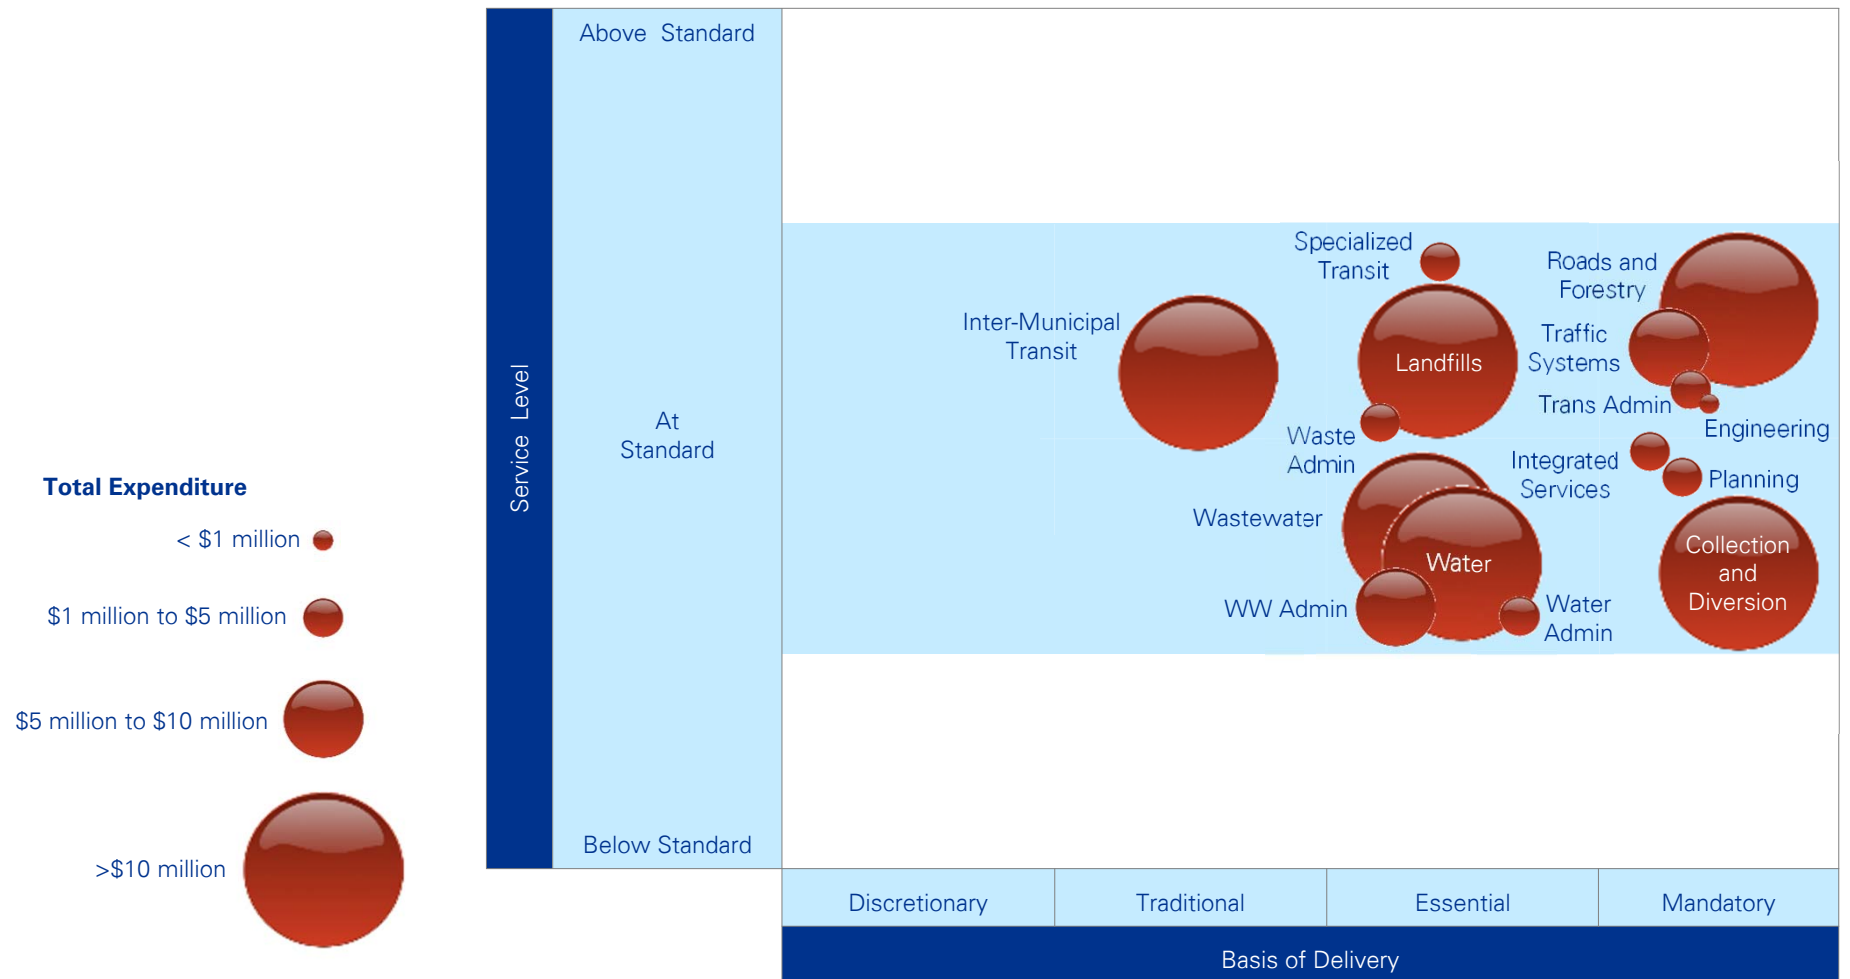 Above Standard
Specialized
Transit
Roads and
Forestry
Inter-Municipal
Transit
Traffic
Systems
Landfills
Trans Admin
Engineering
Service Level
At
Standard
Waste
Admin
Integrated
Services
Planning
Wastewater
Water
Collection
and
Diversion
WW Admin
Water
Admin
Total Expenditure
< $1 million
$1 million to $5 million
$5 million to $10 million
>$10 million
Below Standard
Discretionary
Traditional
Essential
Mandatory
Basis of Delivery